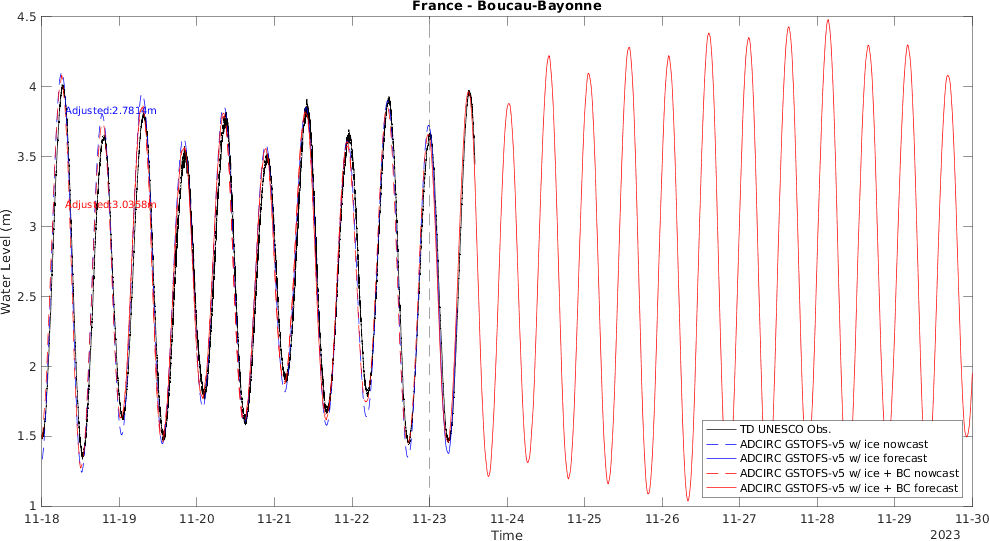 France - Boucau-Bayonne
Water Level (m)
4.5
4
3.5
3
2.5
2
1.5
1
Adjusted:2.7814m
Adjusted:3.0358m
TD UNESCO Obs.
ADCIRC GSTOFS-v5 w/ ice nowcast
ADCIRC GSTOFS-v5 w/ ice forecast
ADCIRC GSTOFS-v5 w/ ice + BC nowcast
ADCIRC GSTOFS-v5 w/ ice + BC forecast
11-18 11-19 11-20 11-21 11-22 11-23 11-24 11-25 11-26 11-27 11-28 11-29 11-30
Time
2023